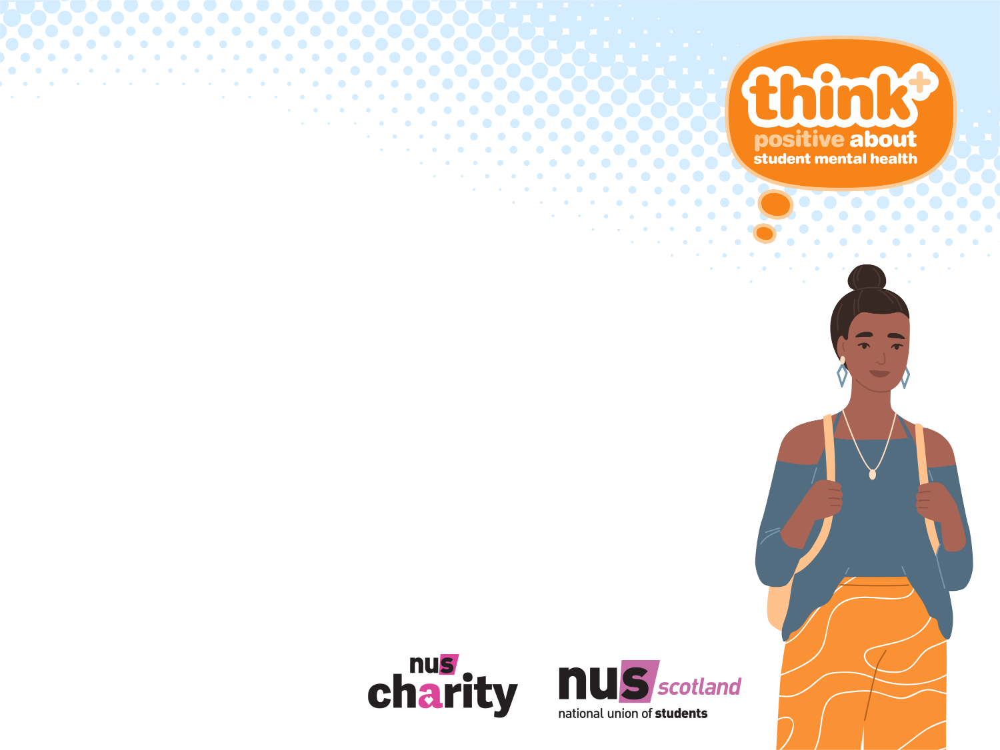 think+
positive about
student mental health
nus
charity
nus scotland
national union of students